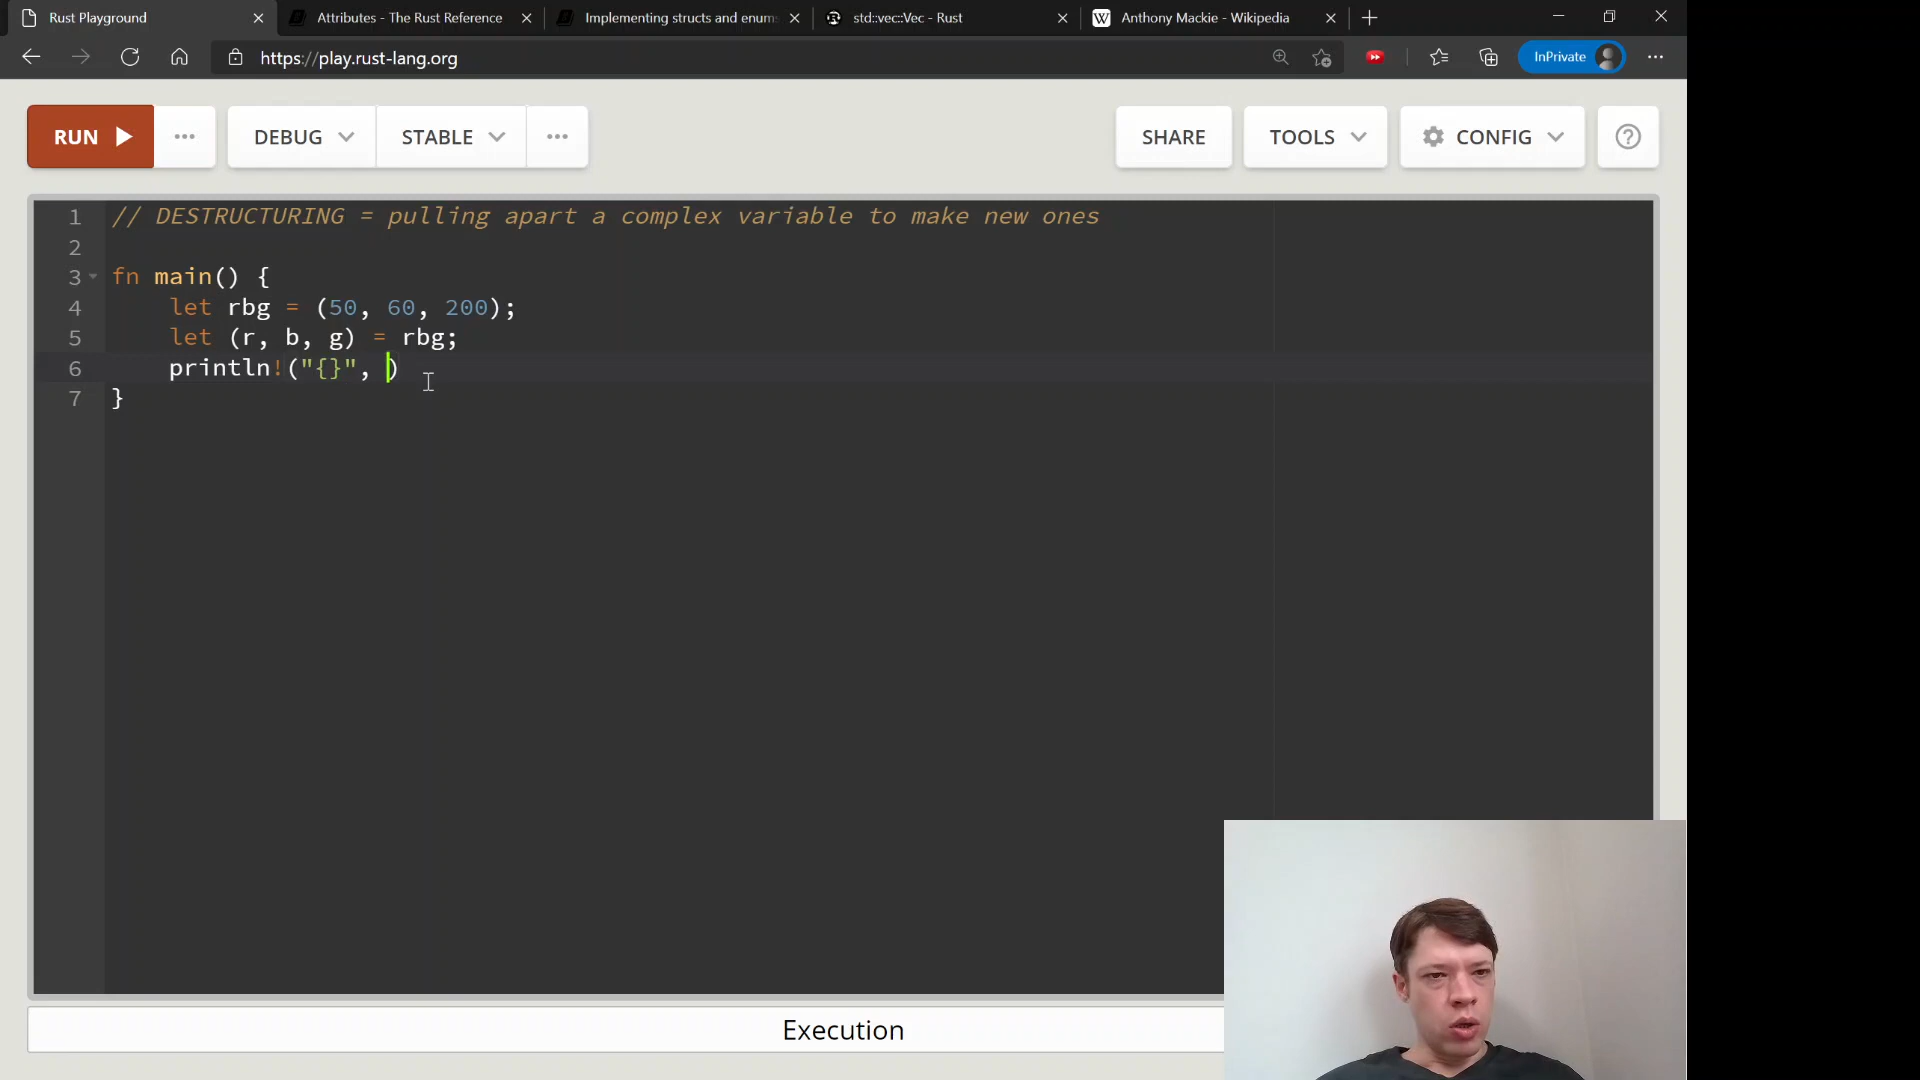 Rust Playground
Attributes - The Rust Reference
Implementing structs and enums
std::vec::Vec - Rust
Anthony Mackie - Wikipedia
https://play.rust-lang.org
InPrivate
RUN
DEBUG
STABLE
SHARE
TOOLS
CONFIG
1 // DESTRUCTURING = pulling apart a complex variable to make new ones
2
3 fn main() {
4 let rbg = (50, 60, 200);
5 let (r, b, g) = rbg;
6 println!("{}", )
7 }
Execution